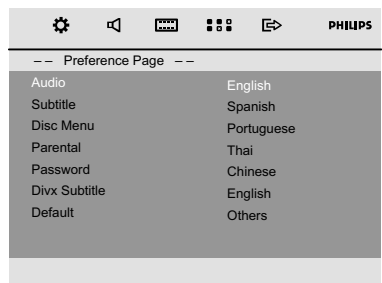 PHILIPS
-- Preference Page --
Audio English
Subtitle Spanish
Disc Menu Portuguese
Parental Thai
Password Chinese
Divx Subtitle English
Default Others